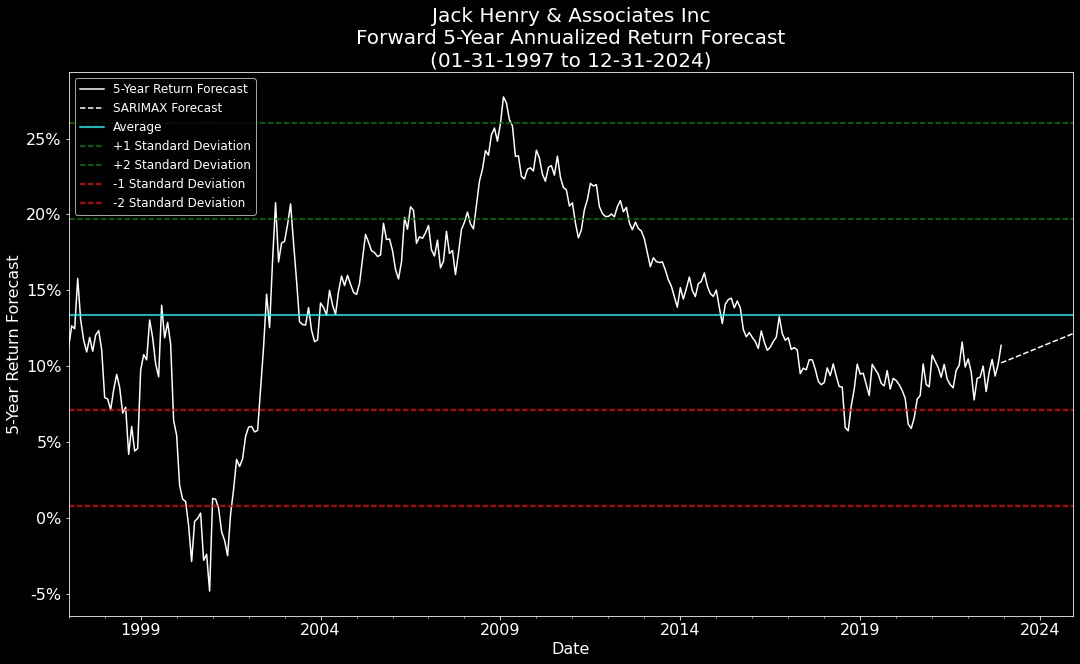 Jack Henry & Associates Inc
Forward 5-Year Annualized Return Forecast
(01-31-1997 to 12-31-2024)
5-Year Return Forecast
SARIMAX Forecast
Average
+1 Standard Deviation
+2 Standard Deviation
-1 Standard Deviation
-2 Standard Deviation
5-Year Return Forecast
25%
20%
15%
10%
5%
0%
-5%
1999 2004 2009 2014 2019 2024
Date